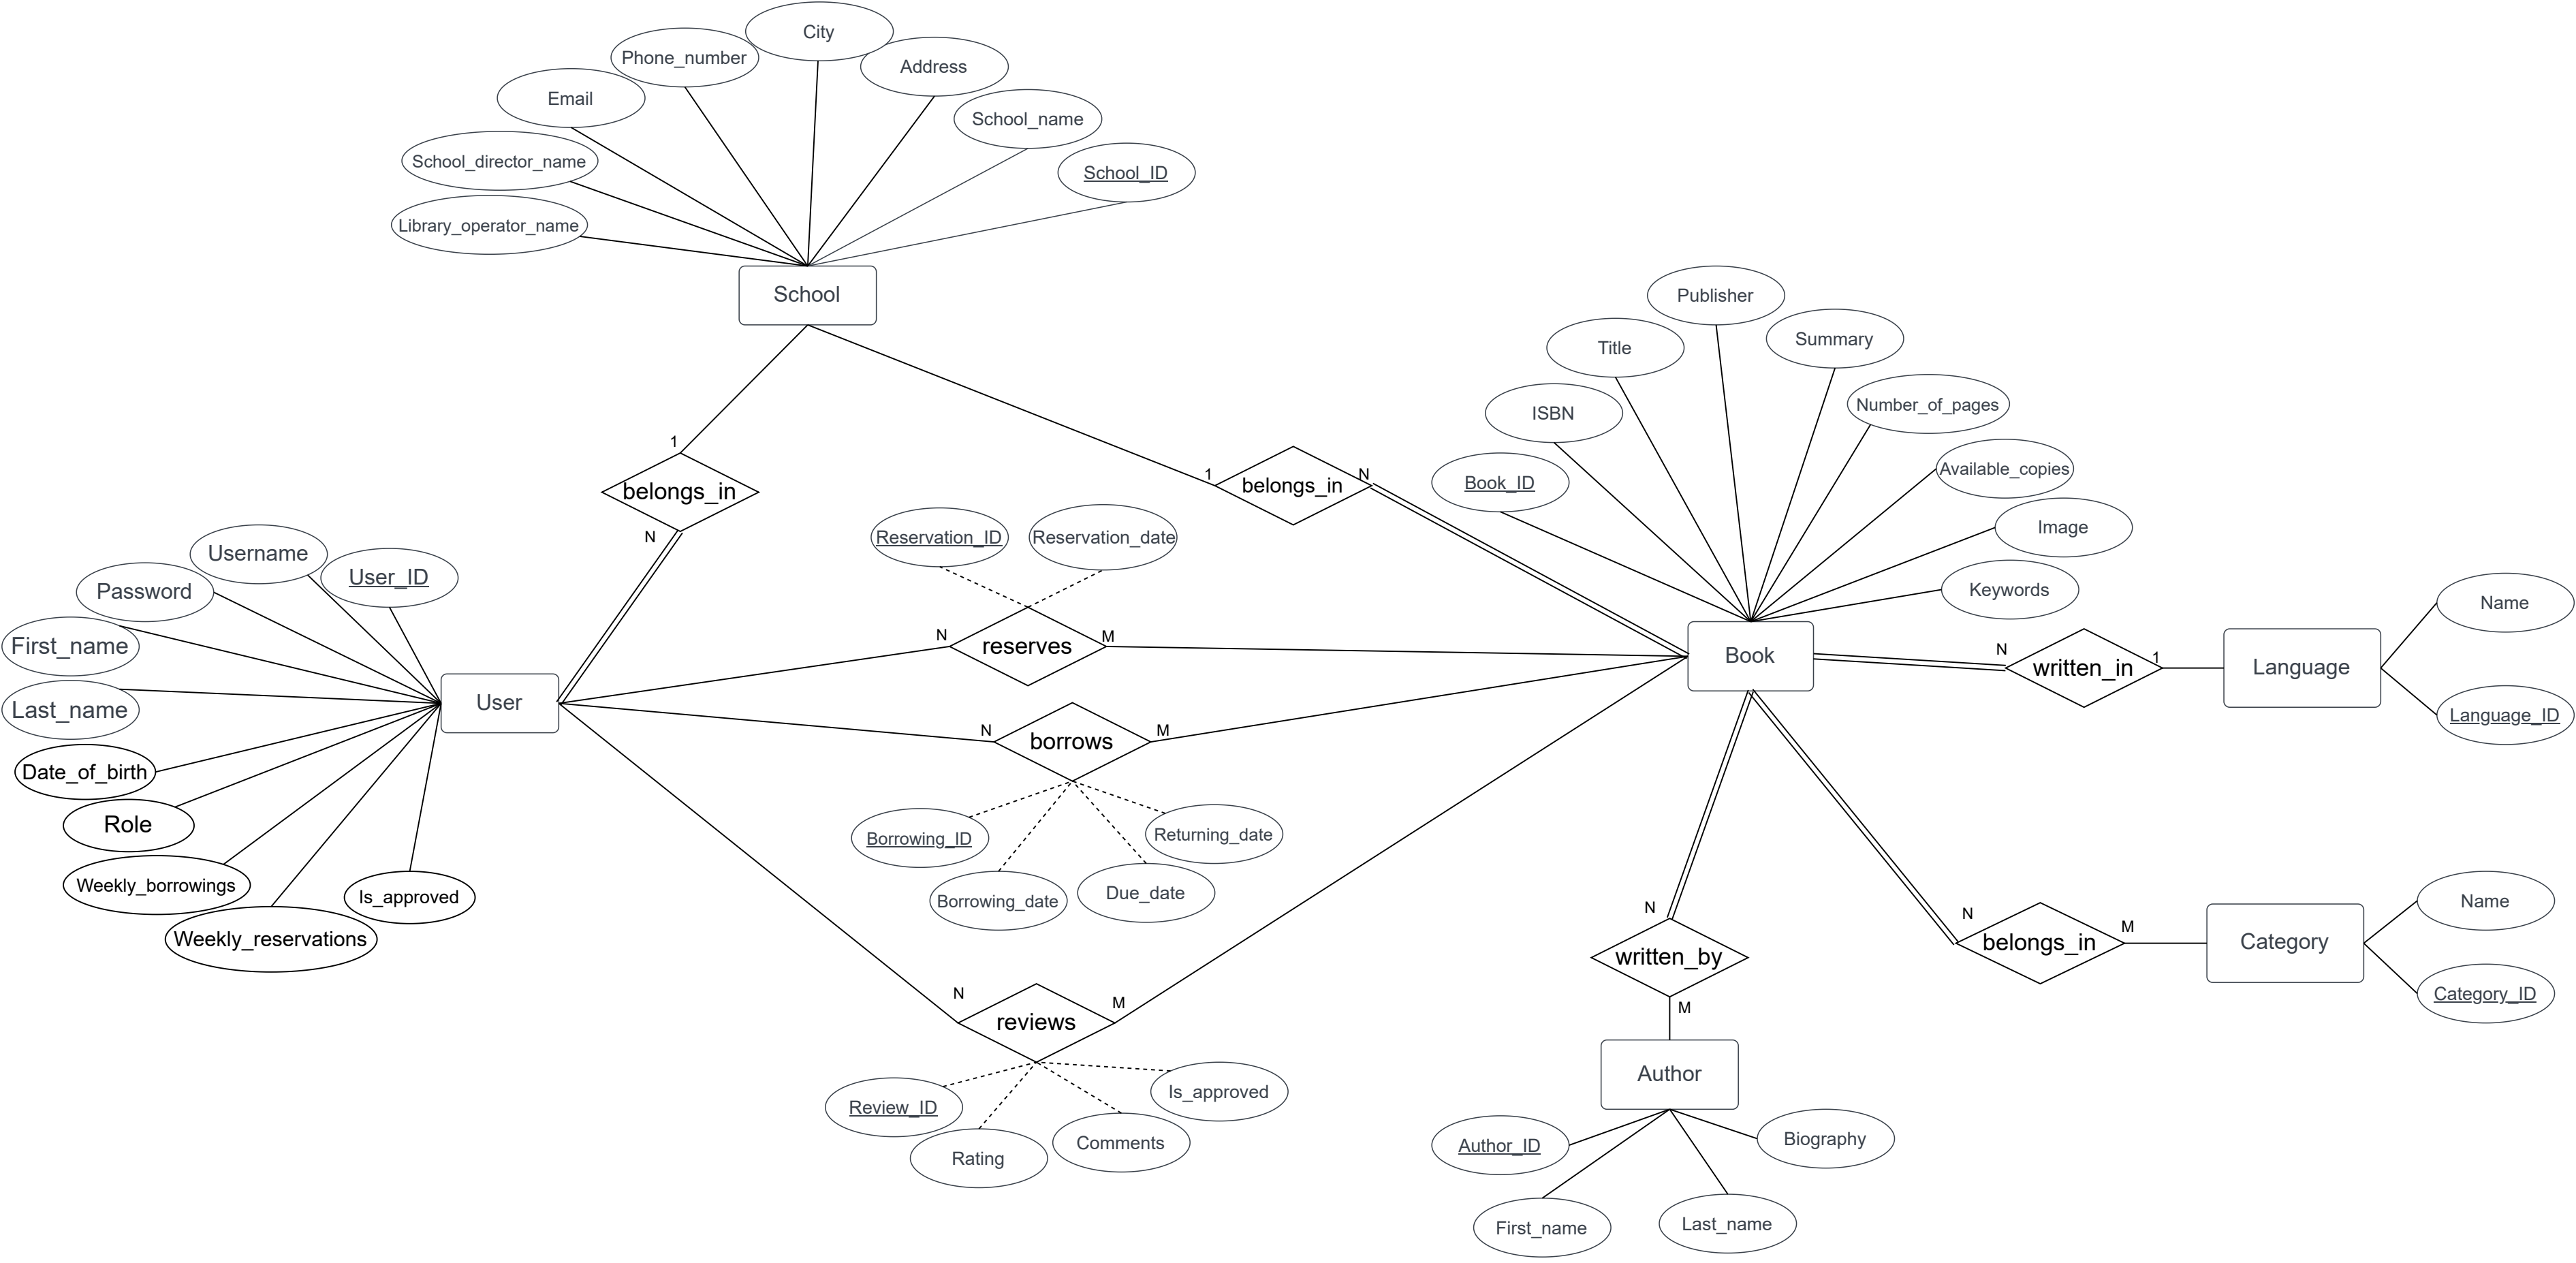 City
Phone_number
Address
Email
School_name
School_director_name
School_ID
Library_operator_name
School
Publisher
Summary
Title
Number_of_pages
ISBN
Available_copies
Book_ID
Image
Keywords
1
belongs_in
N
1
belongs_in
N
Reservation_ID
Reservation_date
Username
User_ID
Password
First_name
Last_name
Date_of_birth
Role
Weekly_borrowings
Is_approved
Weekly_reservations
User
N
reserves
M
N
borrows
M
Borrowing_ID
Returning_date
Borrowing_date
Due_date
Book
N
written_in
1
Language
Name
Language_ID
N
reviews
M
Review_ID
Is_approved
Rating
Comments
N
written_by
M
Author
Author_ID
Biography
First_name
Last_name
N
belongs_in
M
Category
Name
Category_ID